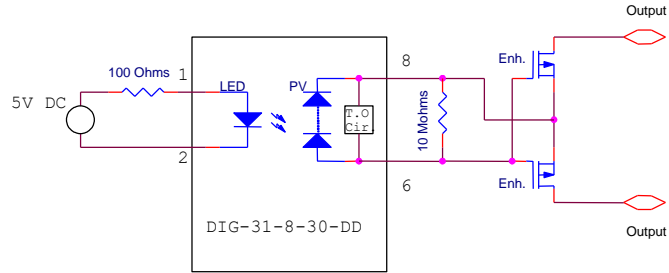 Output
100 Ohms
1
LED
PV
8
Enh.
5V DC
T.O
Cir.
10 Mohms
2
6
Enh.
DIG-31-8-30-DD
Output